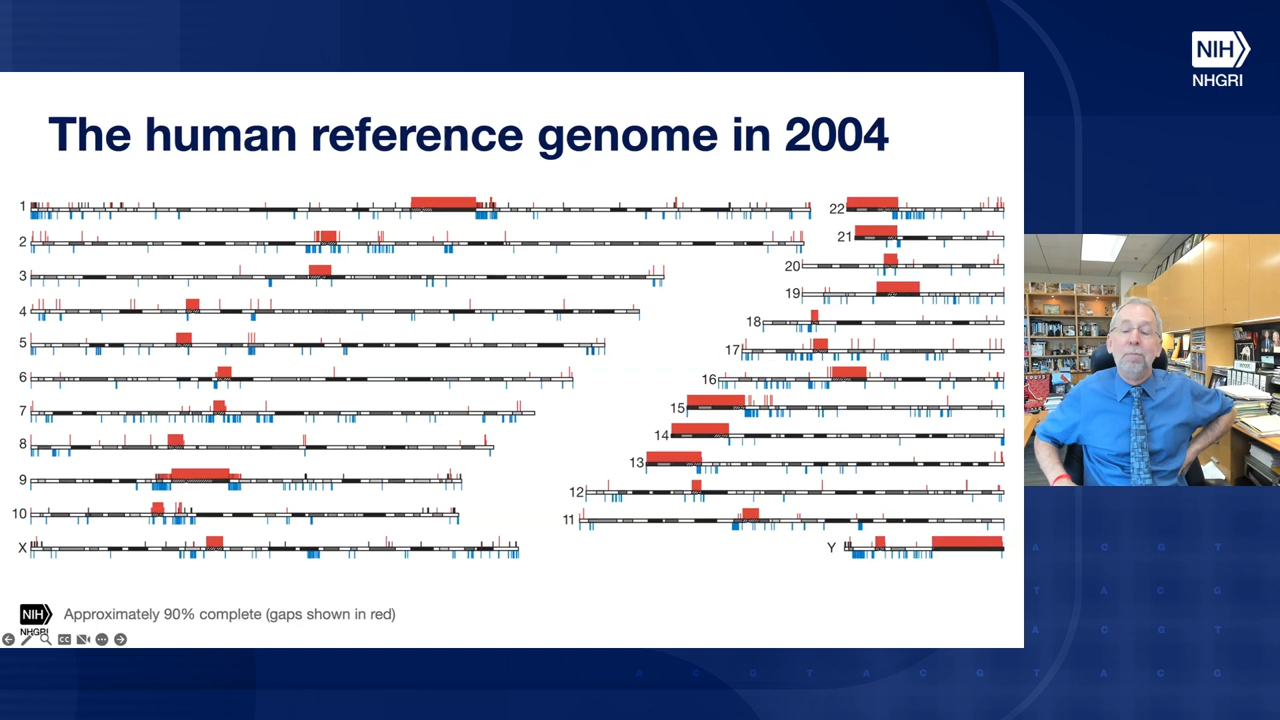 NIH
NHGRI
The human reference genome in 2004
1
22
2
21
3
20
4
19
5
18
6
17
7
16
8
15
9
14
10
13
X
12
11
Y
NIH
NHGRI
Approximately 90% complete (gaps shown in red)
CC
A C G T
A C G T
A C G T
A C G T A C G T